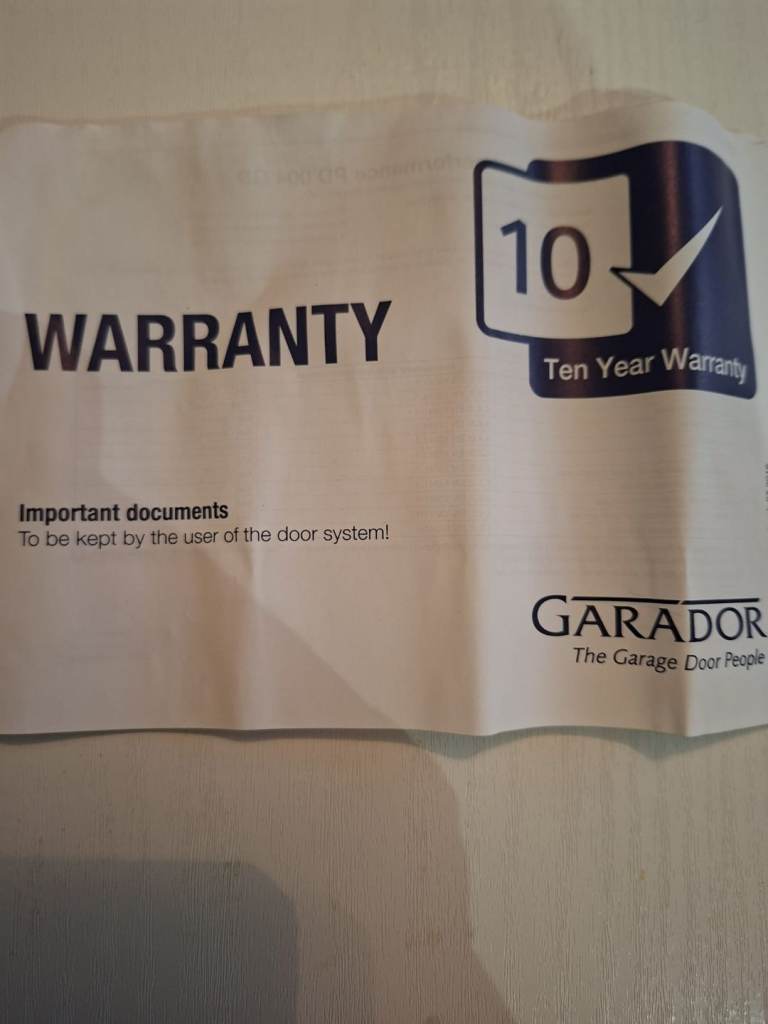 10
Ten Year Warranty
WARRANTY
Important documents
To be kept by the user of the door system!
GARADOR
The Garage Door People